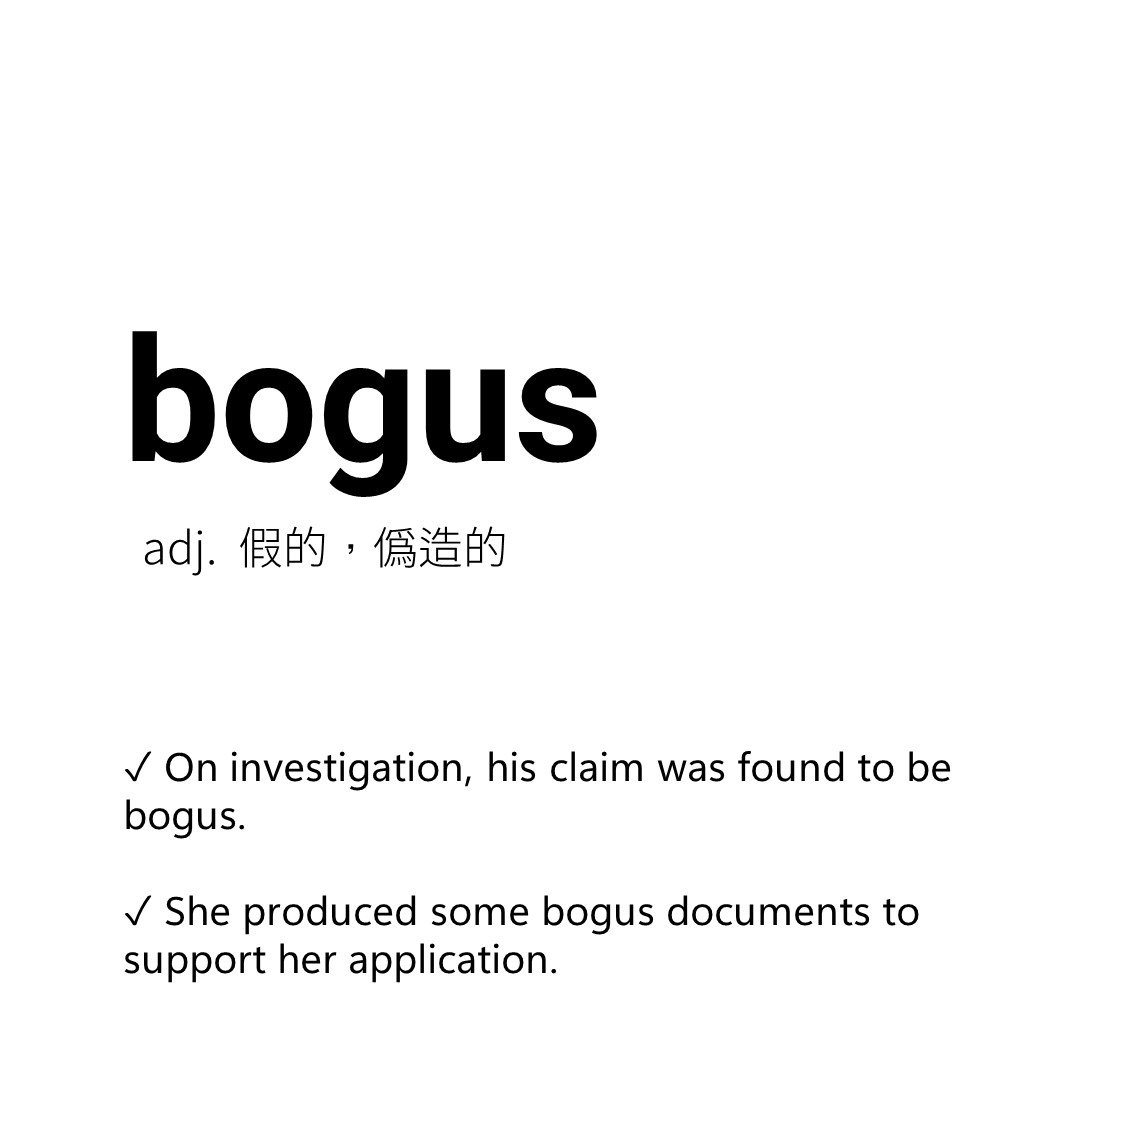 bogus
adj. 假的，僞造的
✓ On investigation, his claim was found to be
bogus.
✓ She produced some bogus documents to
support her application.